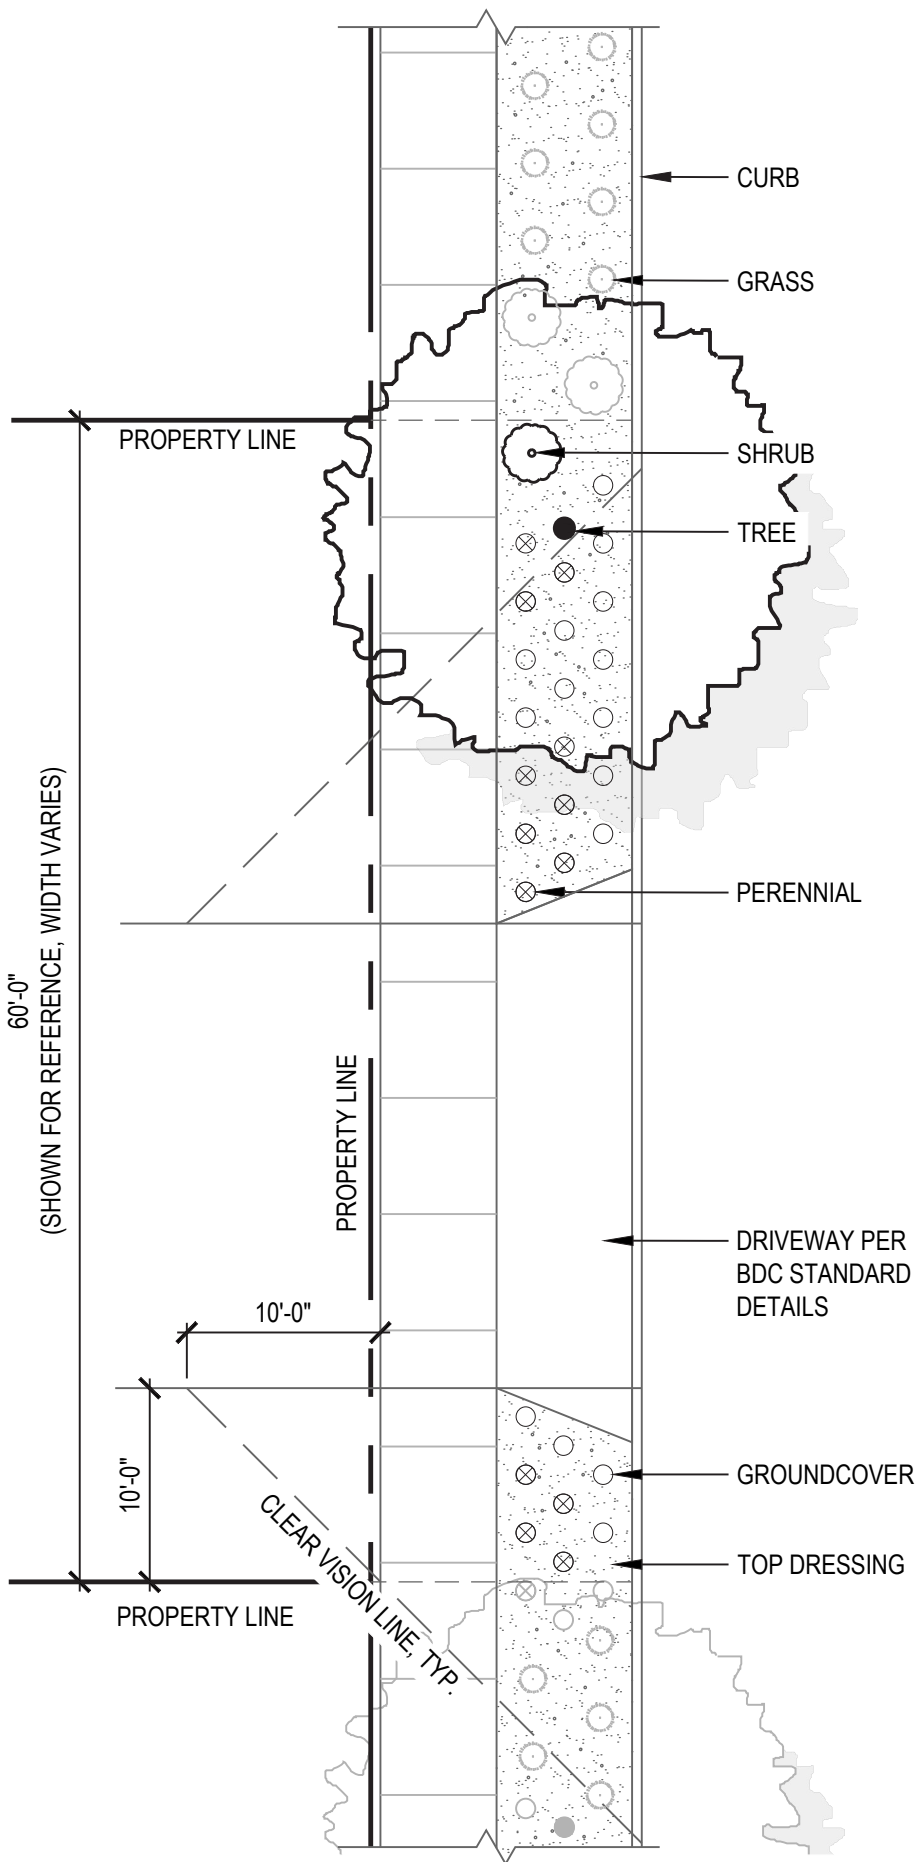 CURB
GRASS
PROPERTY LINE
SHRUB
TREE
PERENNIAL
60'-0"
(SHOWN FOR REFERENCE, WIDTH VARIES)
PROPERTY LINE
DRIVEWAY PER
BDC STANDARD
DETAILS
10'-0"
10'-0"
GROUNDCOVER
CLEAR VISION LINE, TYP.
TOP DRESSING
PROPERTY LINE